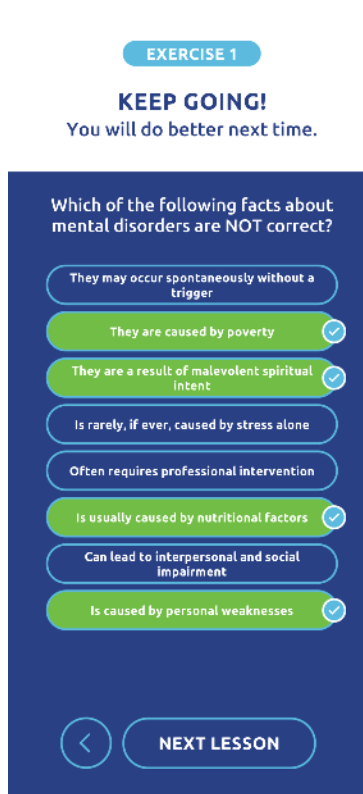 EXERCISE 1
KEEP GOING!
You will do better next time.
Which of the following facts about
mental disorders are NOT correct?
They may occur spontaneously without a
trigger
They are caused by poverty
They are a result of malevolent spiritual
intent
Is rarely, if ever, caused by stress alone
Often requires professional intervention
Is usually caused by nutritional factors
Can lead to interpersonal and social
impairment
Is caused by personal weaknesses
NEXT LESSON